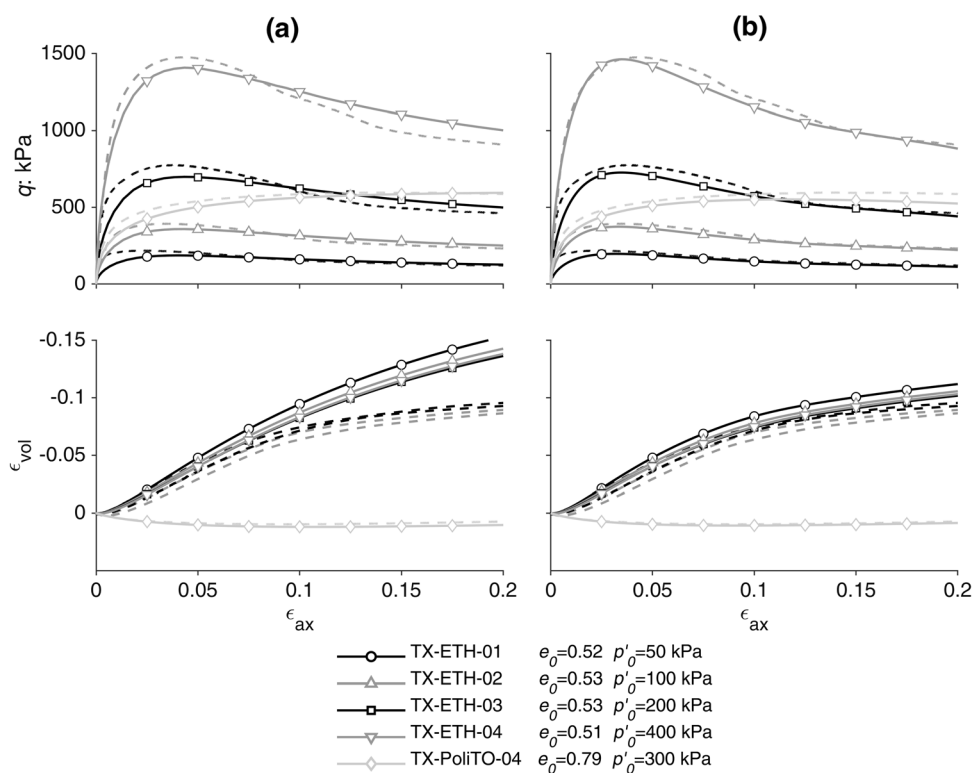 (a) (b)
1500
1000
500
0
q: kPa
-0.15
-0.1
-0.05
0
ϵvol
0 0.05 0.1 0.15 0.2
0 0.05 0.1 0.15 0.2
ϵax ϵax
TX-ETH-01 e0=0.52 p'0=50 kPa
TX-ETH-02 e0=0.53 p'0=100 kPa
TX-ETH-03 e0=0.53 p'0=200 kPa
TX-ETH-04 e0=0.51 p'0=400 kPa
TX-PoliTO-04 e0=0.79 p'0=300 kPa